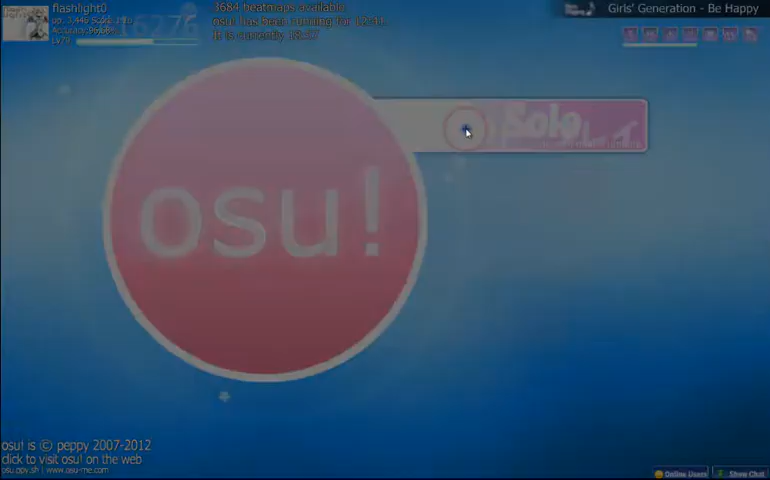 flashlight0
Lv79
3684 beatmaps available.
osu! has been running for
It is currently
Girls' Generation - Be Happy
Solo
osu!
osu! is © peppy 2007-2012
click to visit osu! on the web
osu.ppy.sh | www.osu-me.com
Online Users
Show Chat